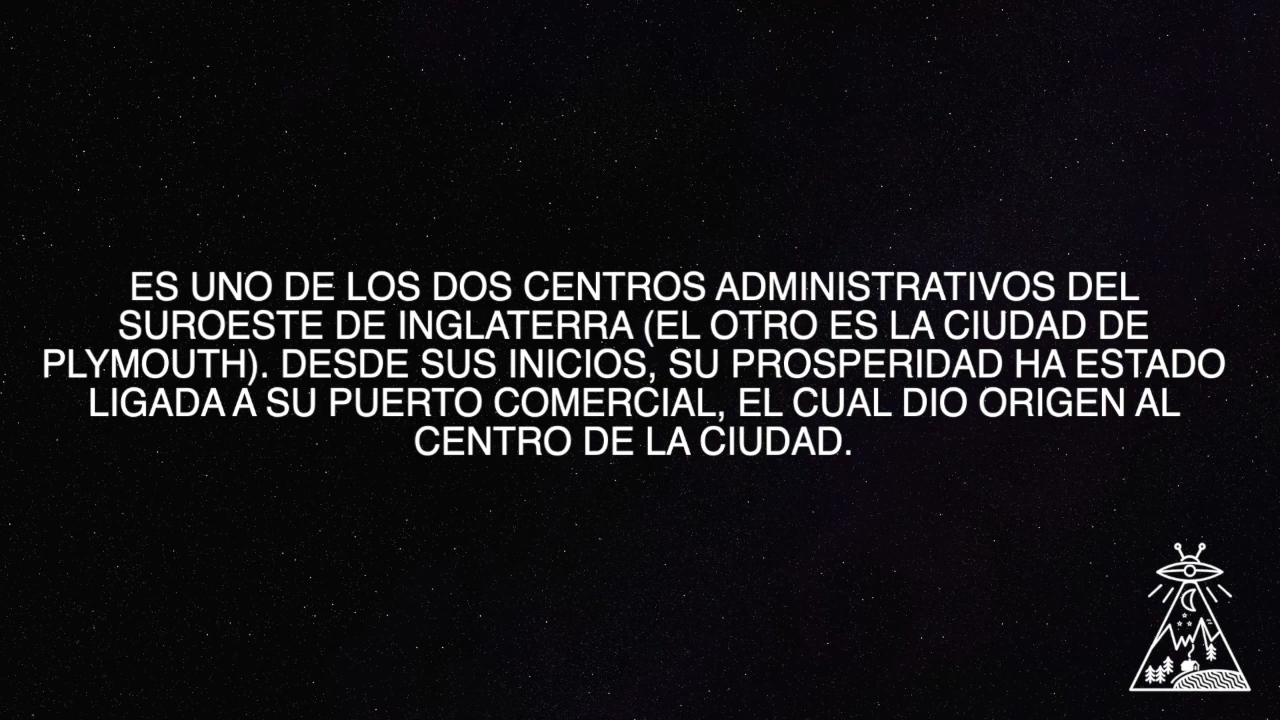 ES UNO DE LOS DOS CENTROS ADMINISTRATIVOS DEL
SUROESTE DE INGLATERRA (EL OTRO ES LA CIUDAD DE
PLYMOUTH). DESDE SUS INICIOS, SU PROSPERIDAD HA ESTADO
LIGADA A SU PUERTO COMERCIAL, EL CUAL DIO ORIGEN AL
CENTRO DE LA CIUDAD.